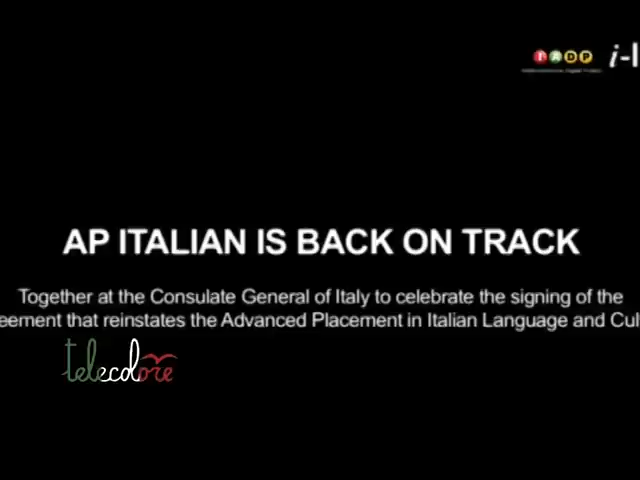 IADP
i-I
AP ITALIAN IS BACK ON TRACK
Together at the Consulate General of Italy to celebrate the signing of the
eement that reinstates the Advanced Placement in Italian Language and Cul
telecolore